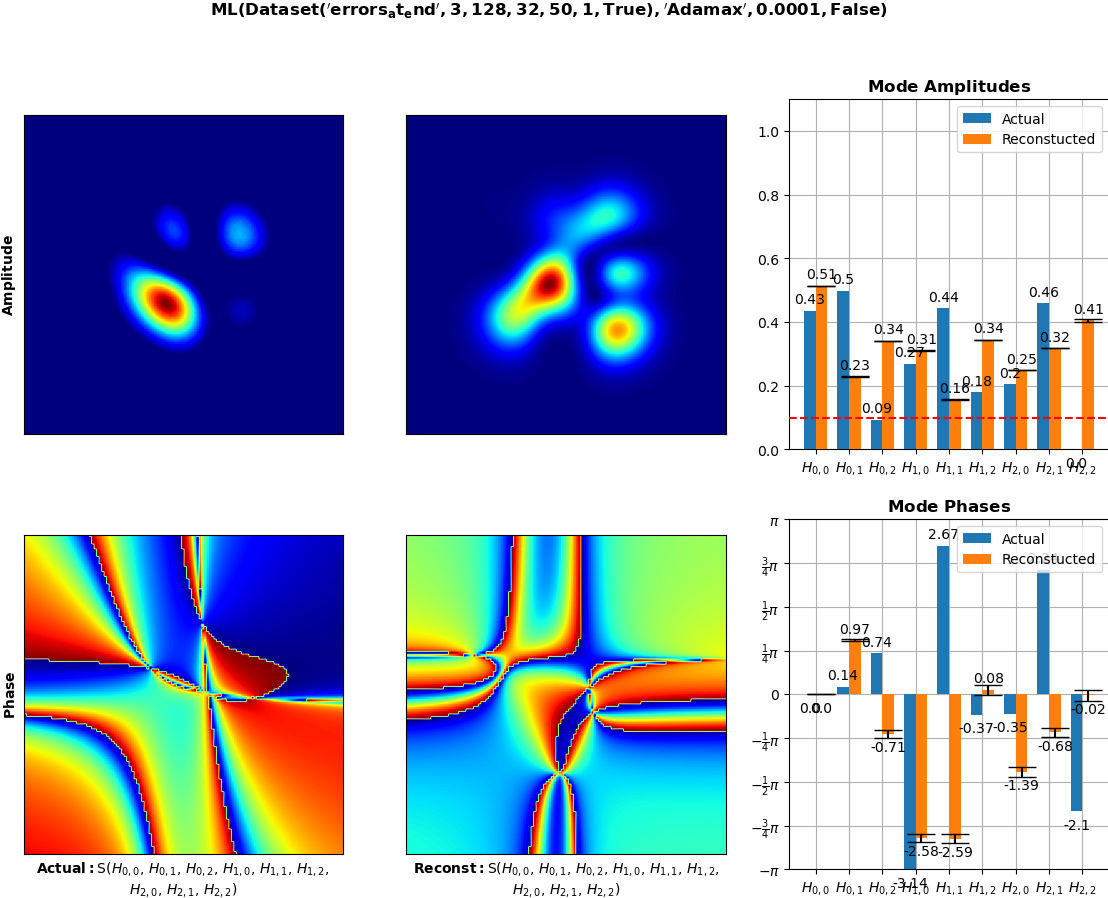 ML(Dataset('errors_at_end', 3, 128, 32, 50, 1, True), 'Adamax', 0.0001, False)
Amplitude
Mode Amplitudes
Actual
Reconstucted
1.0
0.8
0.6
0.4
0.2
0.0
0.43 0.51 0.5 0.23 0.09 0.34 0.27 0.31 0.44 0.16 0.18 0.34 0.2 0.25 0.46 0.32 0.0 0.41
H0,0 H0,1 H0,2 H1,0 H1,1 H1,2 H2,0 H2,1 H2,2
Phase
Mode Phases
Actual
Reconstucted
π
3/4π
1/2π
1/4π
0
−1/4π
−1/2π
−3/4π
−π
0.0 0.0 0.14 0.97 0.74 -0.71 -3.14 -2.58 2.67 -2.59 -0.37 0.08 -0.35 -1.39 -0.68 -2.1 -0.02
H0,0 H0,1 H0,2 H1,0 H1,1 H1,2 H2,0 H2,1 H2,2
Actual: S(H0,0, H0,1, H0,2, H1,0, H1,1, H1,2,
H2,0, H2,1, H2,2)
Reconst: S(H0,0, H0,1, H0,2, H1,0, H1,1, H1,2,
H2,0, H2,1, H2,2)